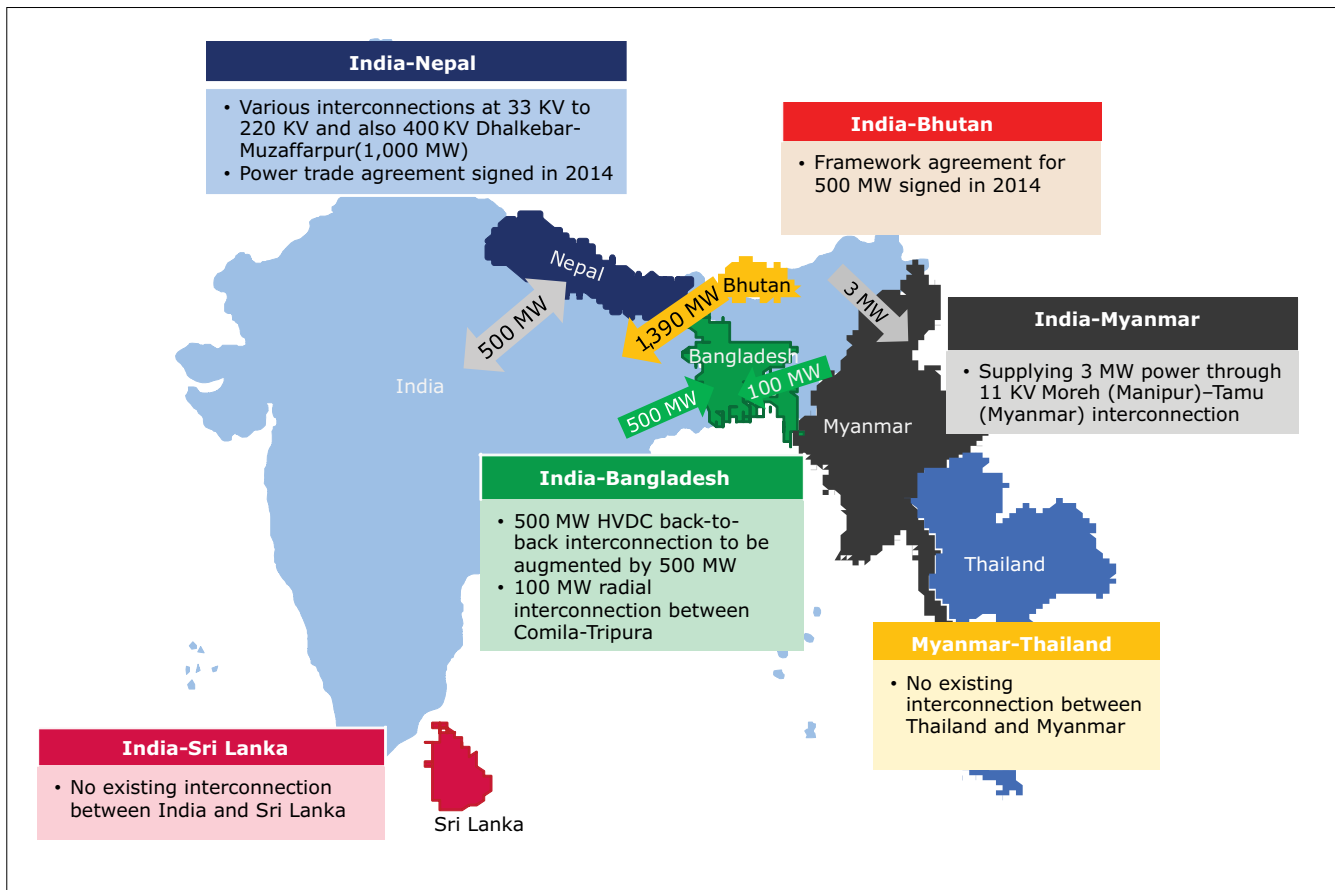 India-Nepal
• Various interconnections at 33 KV to
220 KV and also 400 KV Dhalkebar-
Muzaffarpur(1,000 MW)
• Power trade agreement signed in 2014
India-Bhutan
• Framework agreement for
500 MW signed in 2014
Nepal
Bhutan
500 MW
1,390 MW
3 MW
India-Myanmar
• Supplying 3 MW power through
11 KV Moreh (Manipur)–Tamu
(Myanmar) interconnection
India
Bangladesh
500 MW
100 MW
Myanmar
India-Bangladesh
• 500 MW HVDC back-to-
back interconnection to be
augmented by 500 MW
• 100 MW radial
interconnection between
Comila-Tripura
Thailand
Myanmar-Thailand
• No existing
interconnection between
Thailand and Myanmar
India-Sri Lanka
• No existing interconnection
between India and Sri Lanka
Sri Lanka